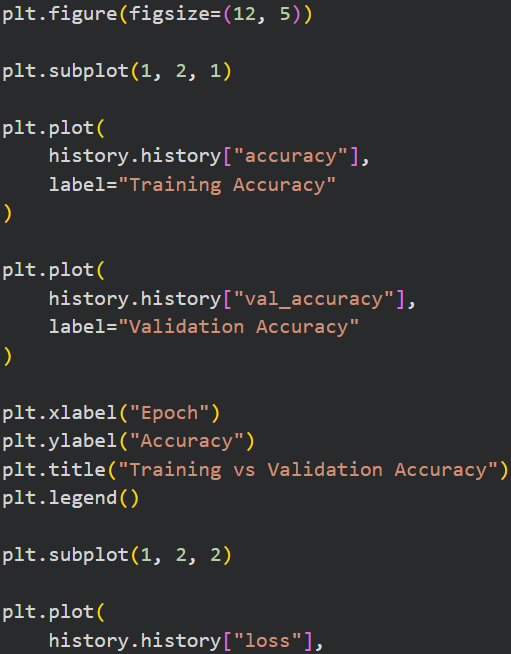 plt.figure(figsize=(12, 5))
plt.subplot(1, 2, 1)
plt.plot(
    history.history["accuracy"],
    label="Training Accuracy"
)
plt.plot(
    history.history["val_accuracy"],
    label="Validation Accuracy"
)
plt.xlabel("Epoch")
plt.ylabel("Accuracy")
plt.title("Training vs Validation Accuracy")
plt.legend()
plt.subplot(1, 2, 2)
plt.plot(
    history.history["loss"],